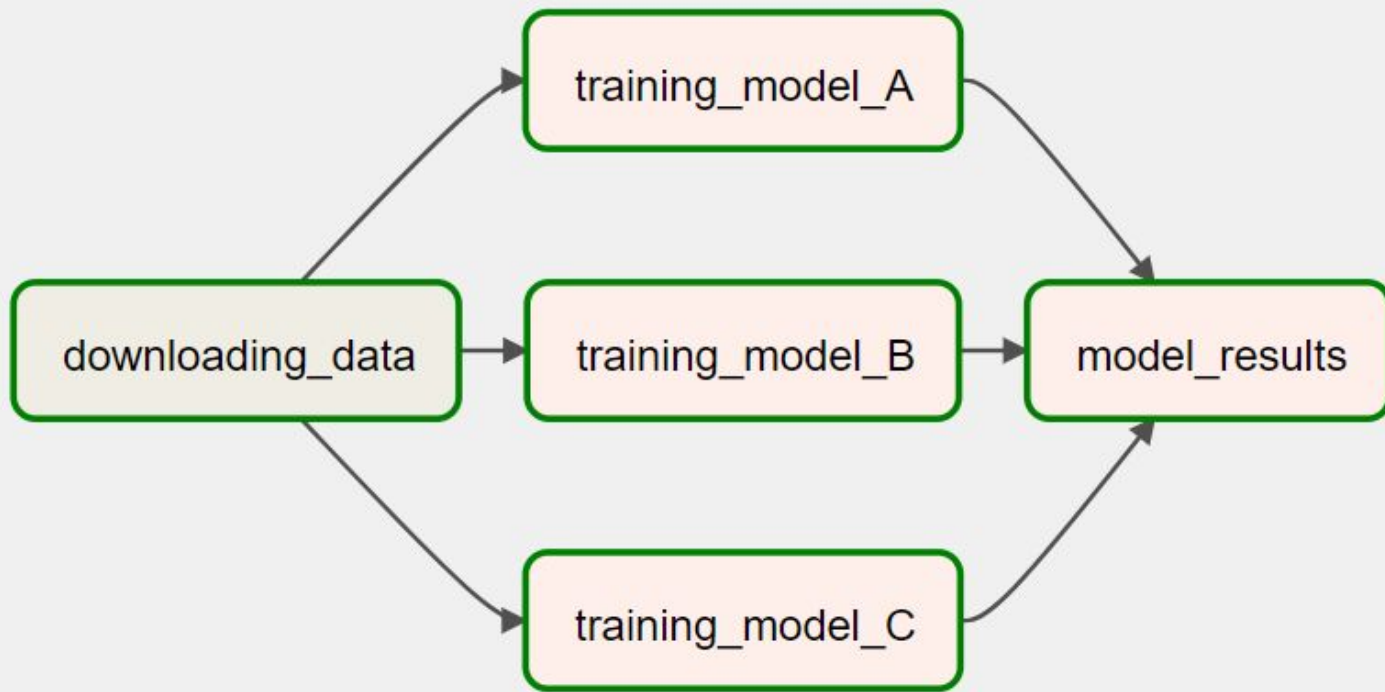 training_model_A
downloading_data
training_model_B
model_results
training_model_C